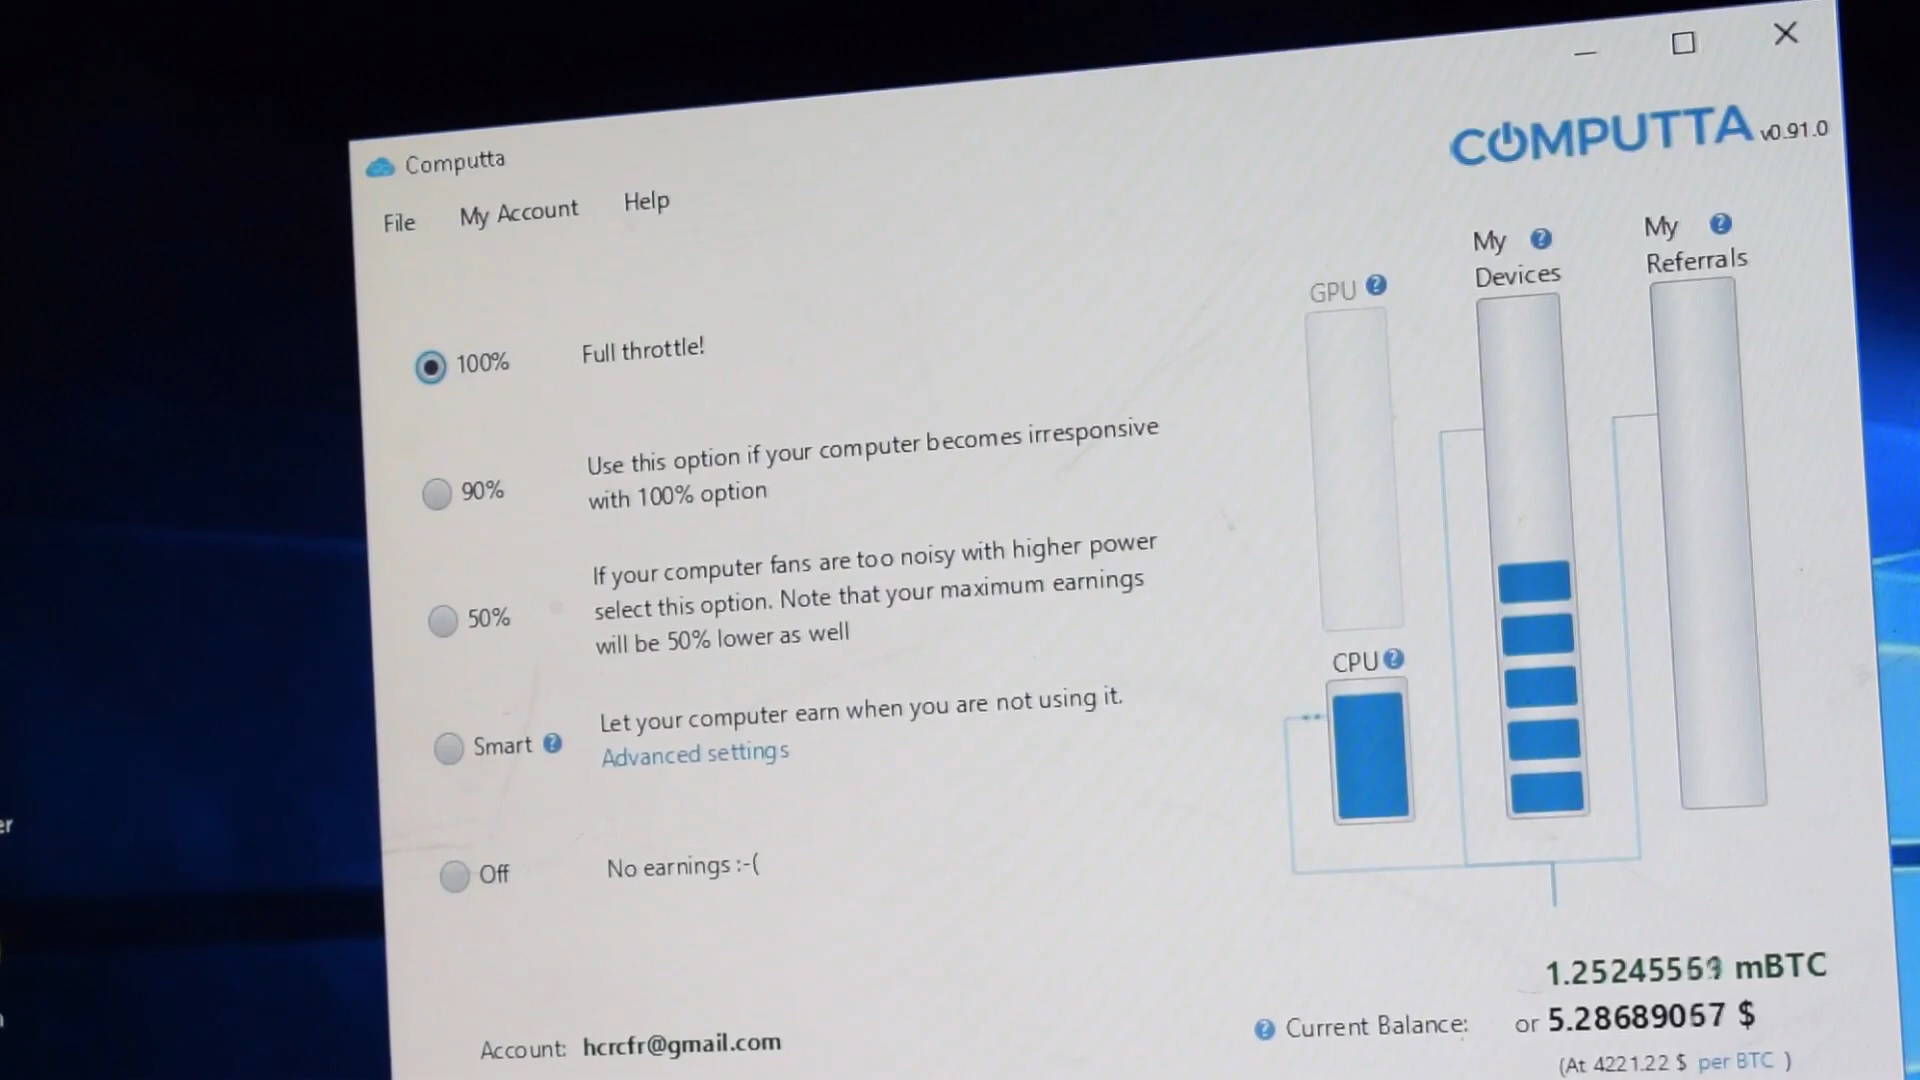 Computta
COMPUTTA v0.91.0
File My Account Help
My Devices
My Referrals
GPU
100% Full throttle!
Use this option if your computer becomes irresponsive
90% with 100% option
If your computer fans are too noisy with higher power
50% select this option. Note that your maximum earnings
will be 50% lower as well
CPU
Smart Let your computer earn when you are not using it.
Advanced settings
Off No earnings :-(
er
mBTC
Current Balance: or 5.28689067 $
(At 4221.22 $ per BTC )
Account: hcrcfr@gmail.com